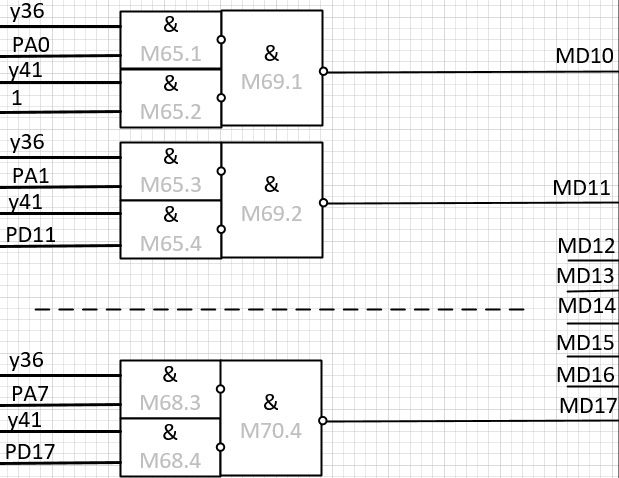 y36
&
PA0
M65.1
&
MD10
y41
&
M69.1
1
M65.2
y36
&
PA1
M65.3
&
MD11
y41
&
M69.2
PD11
M65.4
MD12
MD13
MD14
MD15
y36
&
MD16
PA7
M68.3
&
MD17
y41
&
M70.4
PD17
M68.4